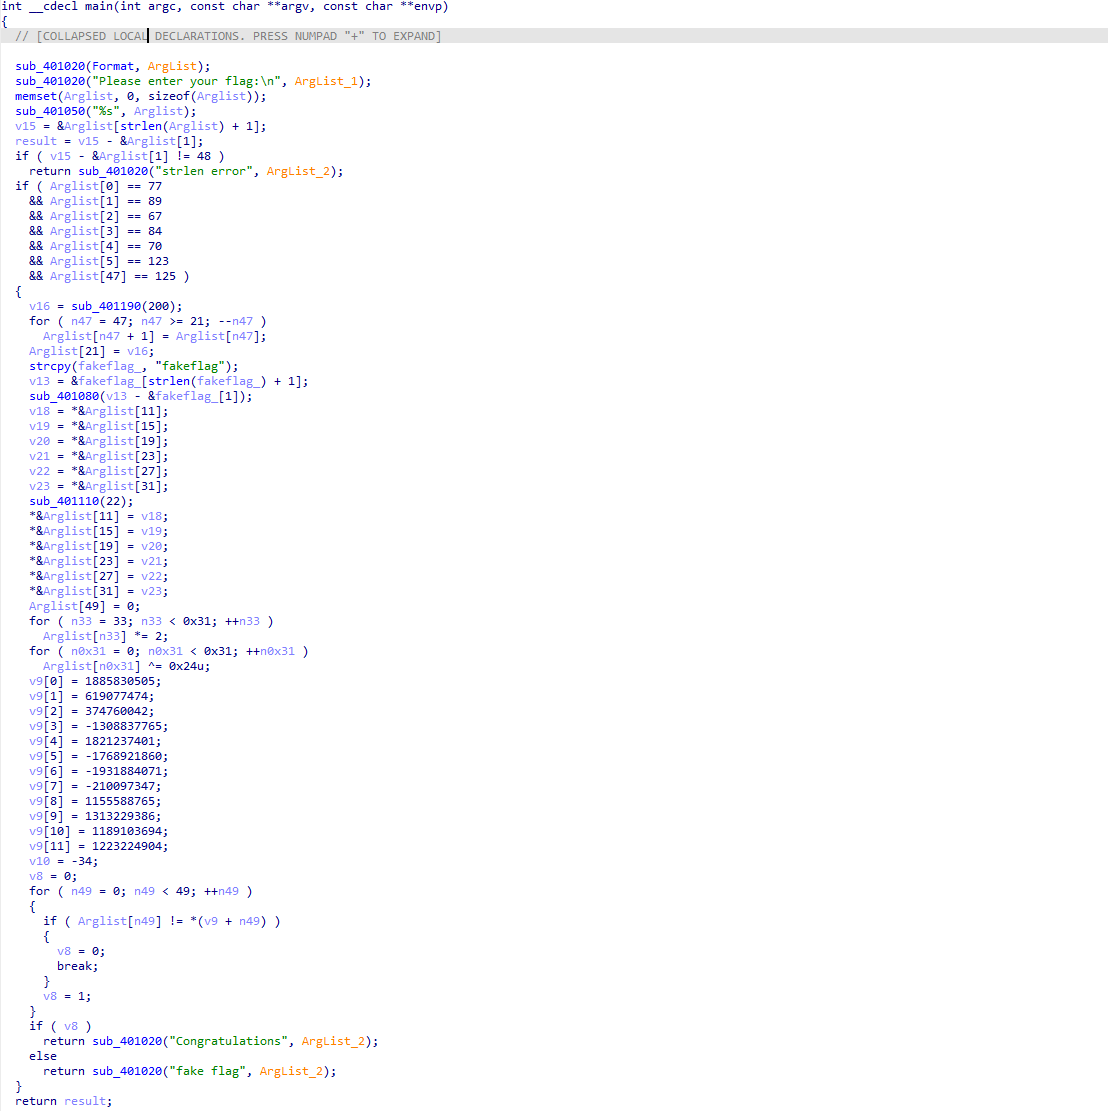 int __cdecl main(int argc, const char **argv, const char **envp)
{
  // [COLLAPSED LOCAL DECLARATIONS. PRESS NUMPAD "+" TO EXPAND]

  sub_401020(Format, ArgList);
  sub_401020("Please enter your flag:\n", ArgList_1);
  memset(Arglist, 0, sizeof(Arglist));
  sub_401050("%s", Arglist);
  v15 = &Arglist[strlen(Arglist) + 1];
  result = v15 - &Arglist[1];
  if ( v15 - &Arglist[1] != 48 )
    return sub_401020("strlen error", ArgList_2);
  if ( Arglist[0] == 77
    && Arglist[1] == 89
    && Arglist[2] == 67
    && Arglist[3] == 84
    && Arglist[4] == 70
    && Arglist[5] == 123
    && Arglist[47] == 125 )
  {
    v16 = sub_401190(200);
    for ( n47 = 47; n47 >= 21; --n47 )
      Arglist[n47 + 1] = Arglist[n47];
    Arglist[21] = v16;
    strcpy(fakeflag_, "fakeflag");
    v13 = &fakeflag_[strlen(fakeflag_) + 1];
    sub_401080(v13 - &fakeflag_[1]);
    v18 = *&Arglist[11];
    v19 = *&Arglist[15];
    v20 = *&Arglist[19];
    v21 = *&Arglist[23];
    v22 = *&Arglist[27];
    v23 = *&Arglist[31];
    sub_401110(22);
    *&Arglist[11] = v18;
    *&Arglist[15] = v19;
    *&Arglist[19] = v20;
    *&Arglist[23] = v21;
    *&Arglist[27] = v22;
    *&Arglist[31] = v23;
    Arglist[49] = 0;
    for ( n33 = 33; n33 < 0x31; ++n33 )
      Arglist[n33] *= 2;
    for ( n0x31 = 0; n0x31 < 0x31; ++n0x31 )
      Arglist[n0x31] ^= 0x24u;
    v9[0] = 1885830505;
    v9[1] = 619077474;
    v9[2] = 374760042;
    v9[3] = -1308837765;
    v9[4] = 1821237401;
    v9[5] = -1768921860;
    v9[6] = -1931884071;
    v9[7] = -210097347;
    v9[8] = 1155588765;
    v9[9] = 1313229386;
    v9[10] = 1189103694;
    v9[11] = 1223224904;
    v10 = -34;
    v8 = 0;
    for ( n49 = 0; n49 < 49; ++n49 )
    {
      if ( Arglist[n49] != *(v9 + n49) )
      {
        v8 = 0;
        break;
      }
      v8 = 1;
    }
    if ( v8 )
      return sub_401020("Congratulations", ArgList_2);
    else
      return sub_401020("fake flag", ArgList_2);
  }
  return result;